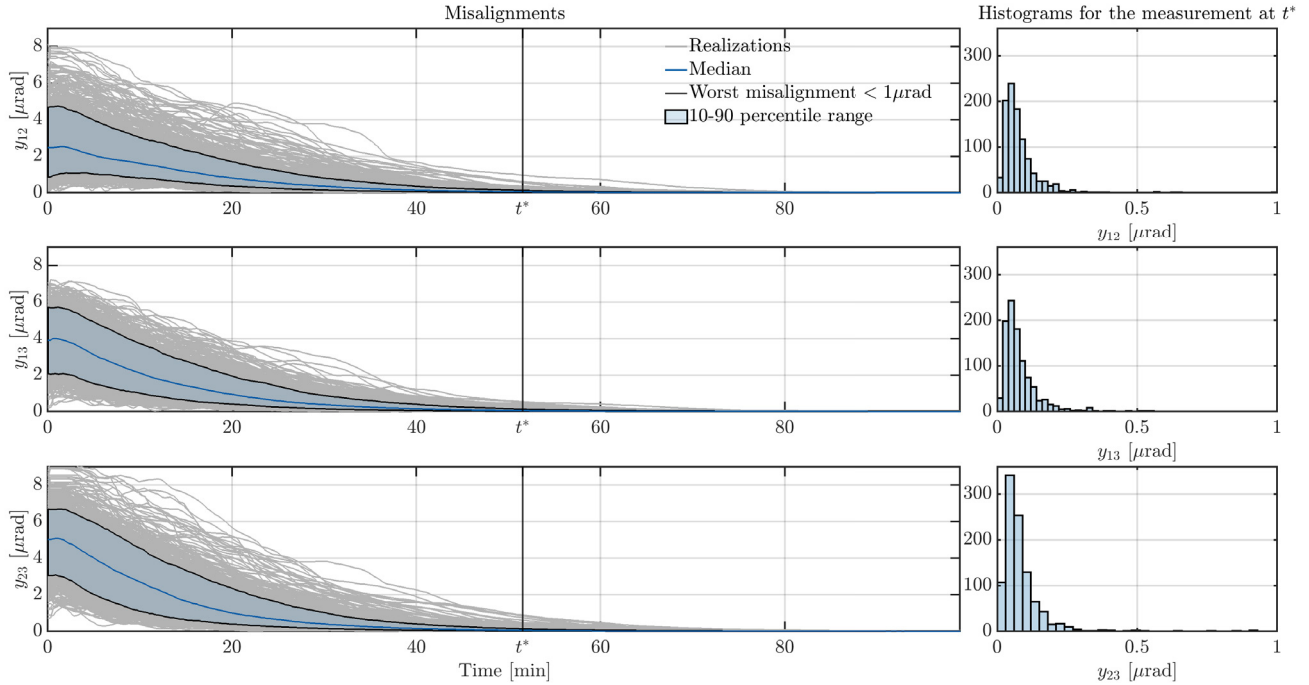 Misalignments
Histograms for the measurement at t*
Realizations
Median
Worst misalignment < 1μrad
10-90 percentile range
y12 [μrad]
8
6
4
2
0
0 20 40 t* 60 80
300
200
100
0
0 0.5 1
y12 [μrad]
y13 [μrad]
8
6
4
2
0
0 20 40 t* 60 80
300
200
100
0
0 0.5 1
y13 [μrad]
y23 [μrad]
8
6
4
2
0
0 20 40 t* 60 80
Time [min]
300
200
100
0
0 0.5 1
y23 [μrad]